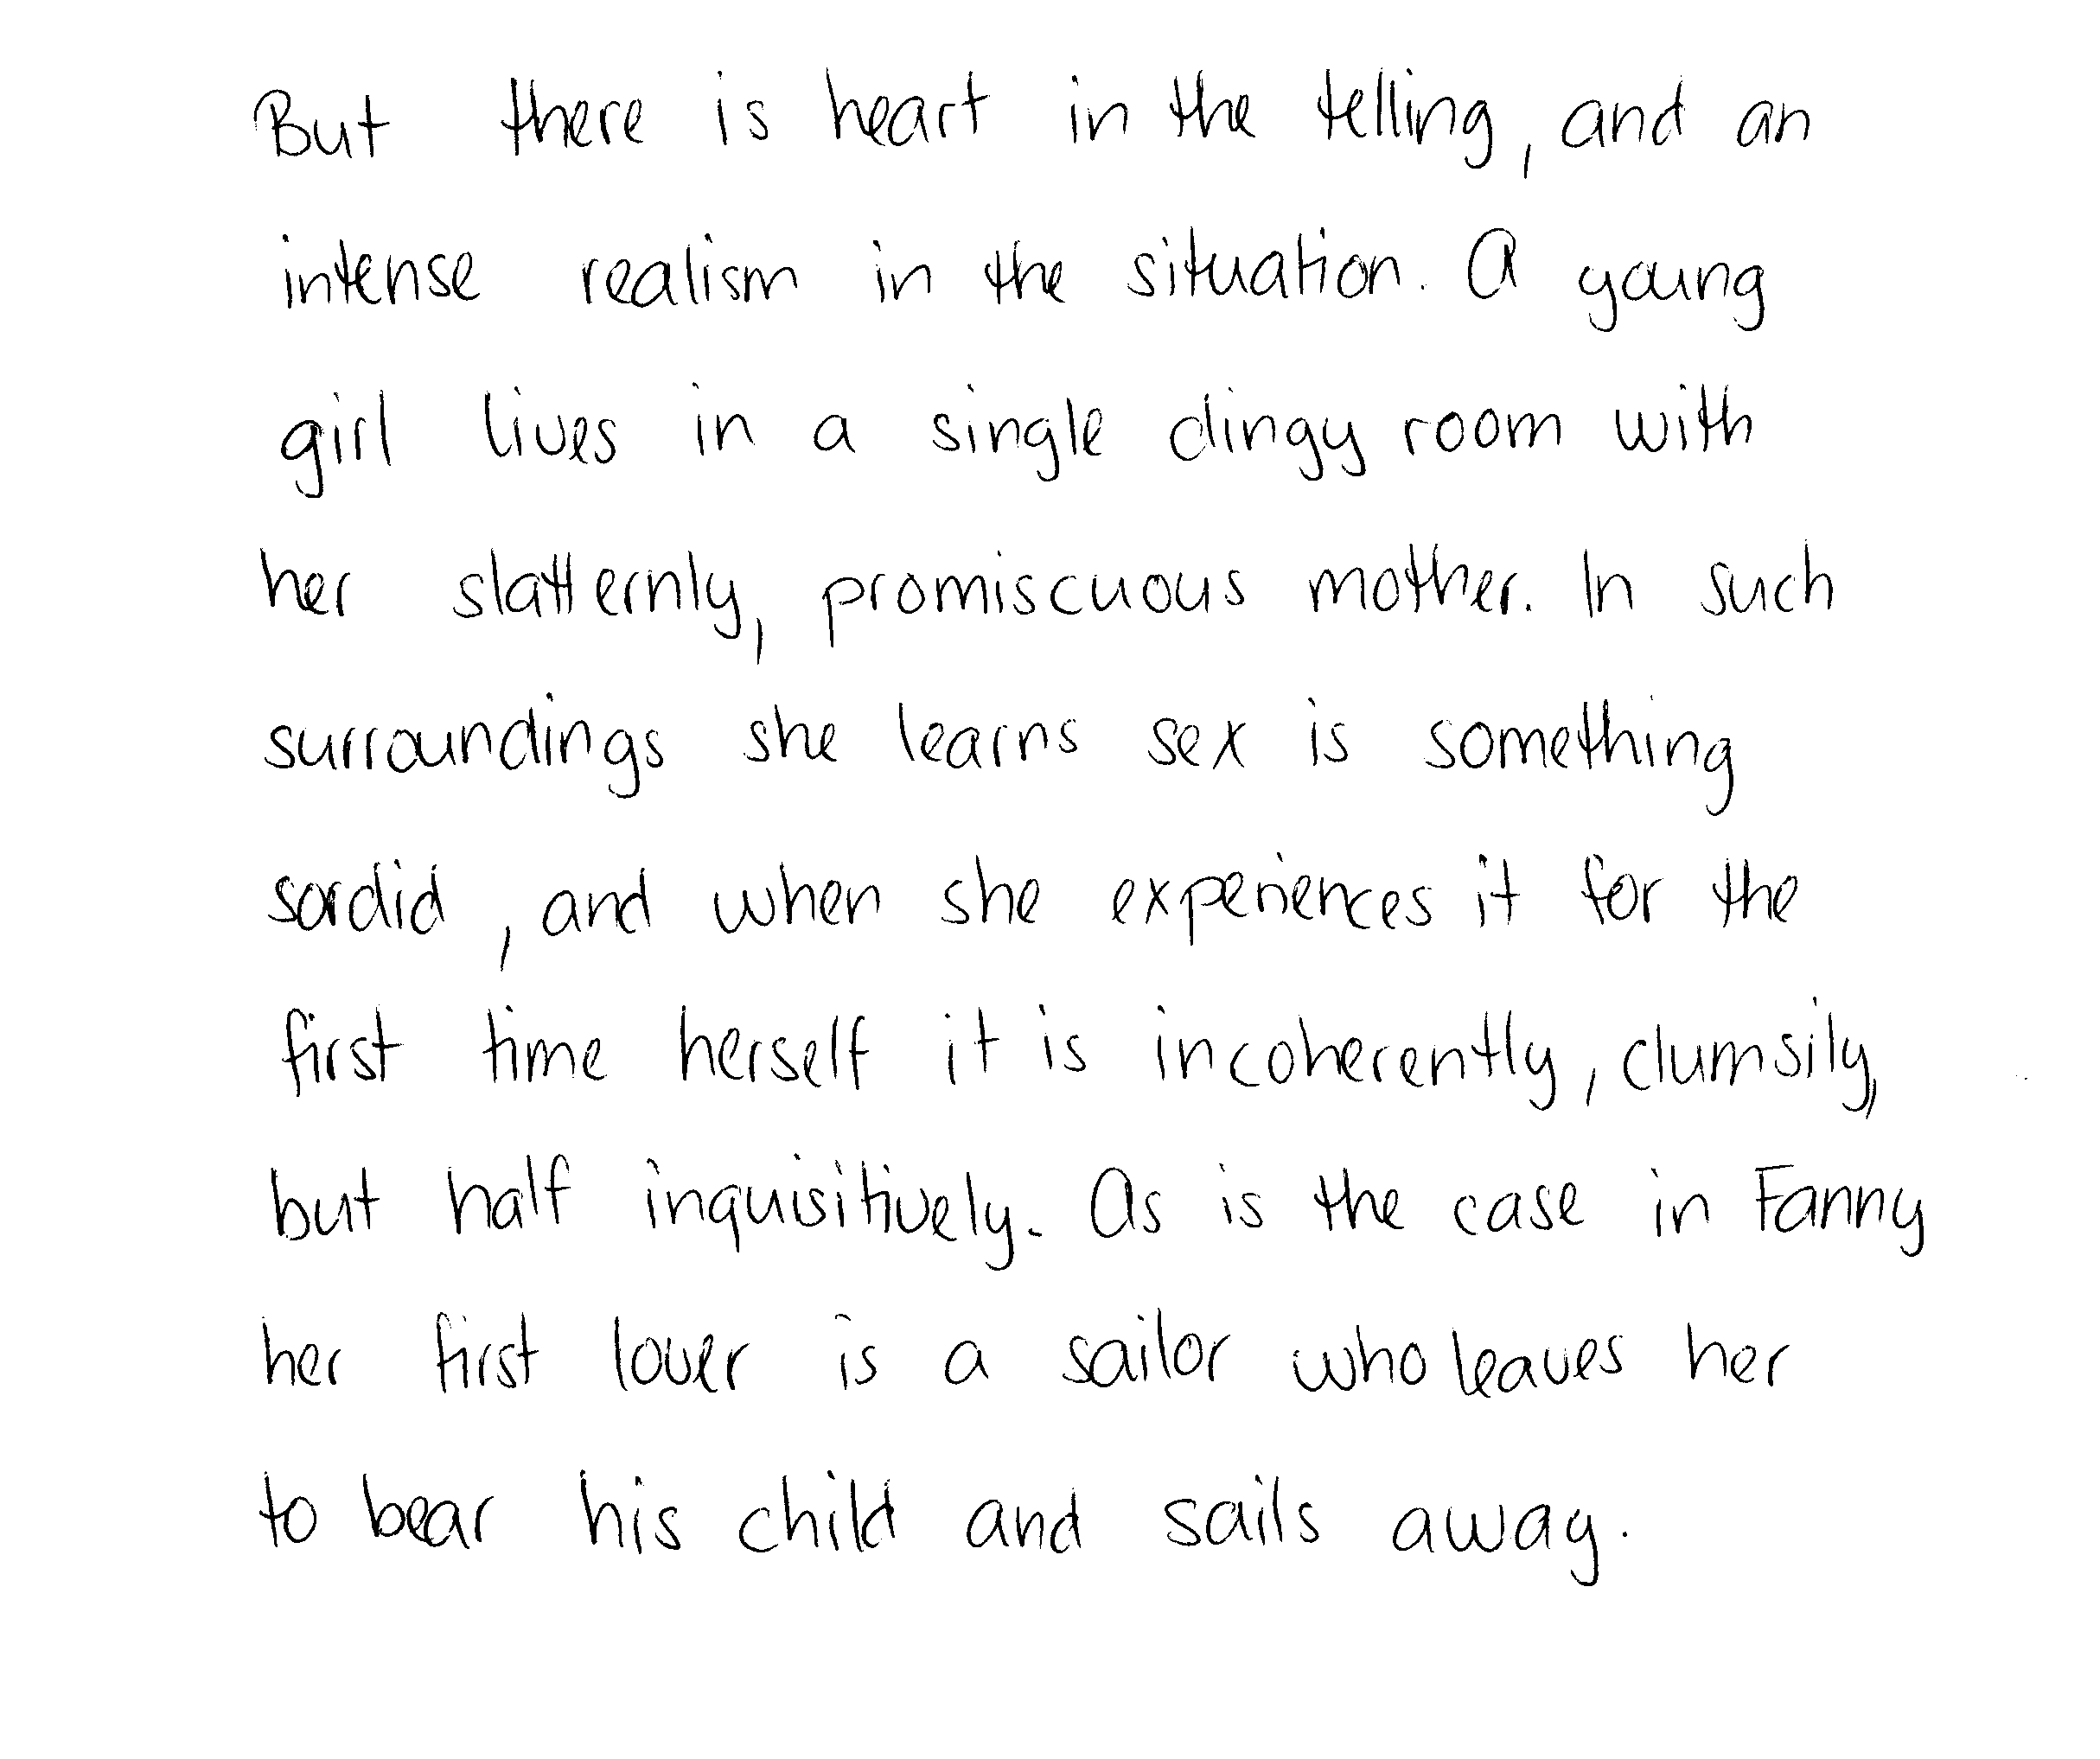 But there is heart in the telling, and an
intense realism in the situation. A young
girl lives in a single dingy room with
her slatternly, promiscuous mother. In such
surroundings she learns sex is something
sordid, and when she experiences it for the
first time herself it is incoherently, clumsily,
but half inquisitively. As is the case in Fanny
her first lover is a sailor who leaves her
to bear his child and sails away.